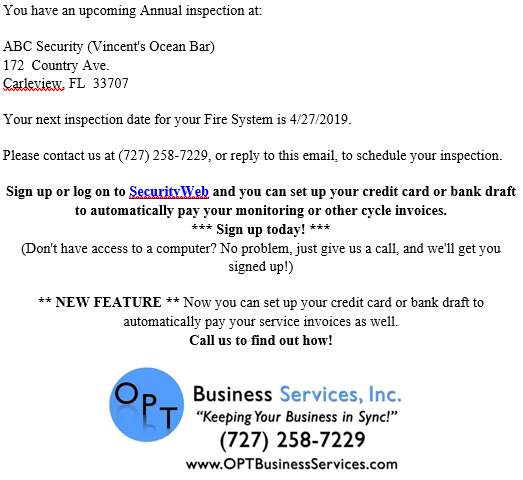 You have an upcoming Annual inspection at:
ABC Security (Vincent's Ocean Bar)
172  Country Ave.
Carleview, FL  33707
Your next inspection date for your Fire System is 4/27/2019.
Please contact us at (727) 258-7229, or reply to this email, to schedule your inspection.
Sign up or log on to SecurityWeb and you can set up your credit card or bank draft
to automatically pay your monitoring or other cycle invoices.
*** Sign up today! ***
(Don't have access to a computer? No problem, just give us a call, and we'll get you
signed up!)
** NEW FEATURE ** Now you can set up your credit card or bank draft to
automatically pay your service invoices as well.
Call us to find out how!
OPT Business Services, Inc.
“Keeping Your Business in Sync!”
(727) 258-7229
www.OPTBusinessServices.com